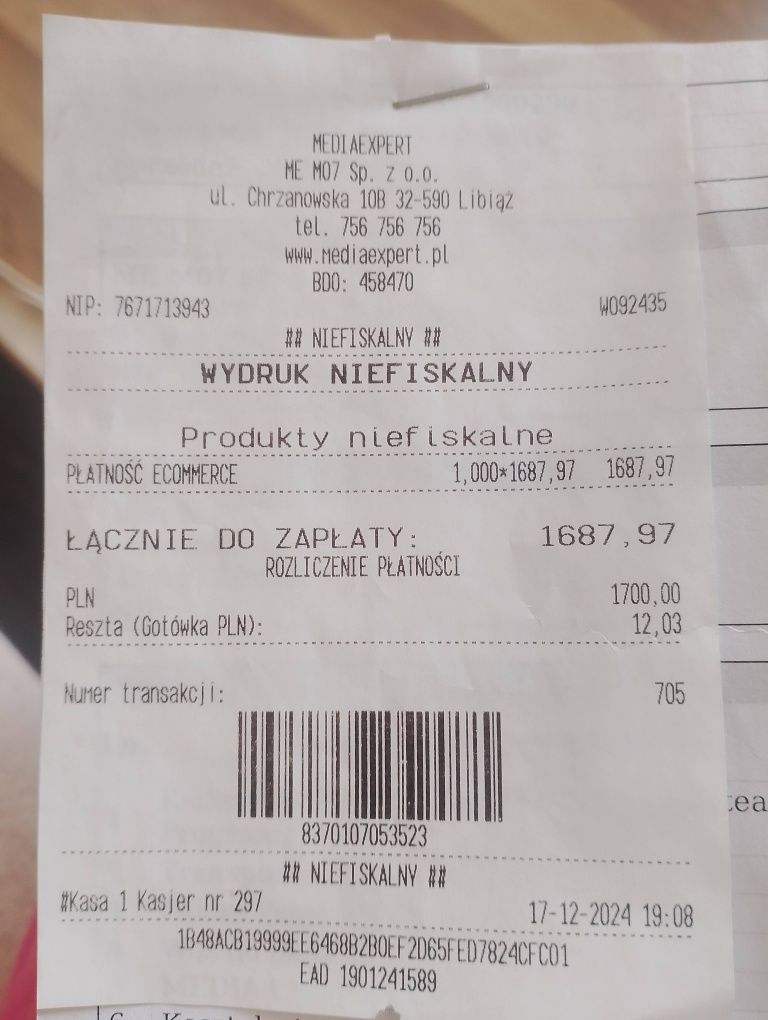 MEDIAEXPERT
ME M07 Sp. z o.o.
ul. Chrzanowska 10B 32-590 Libiąż
tel. 756 756 756
www.mediaexpert.pl
BDO: 458470
NIP: 7671713943 W092435
## NIEFISKALNY ##
WYDRUK NIEFISKALNY
Produkty niefiskalne
PŁATNOŚĆ ECOMMERCE 1,000*1687,97 1687,97
ŁĄCZNIE DO ZAPŁATY: 1687,97
ROZLICZENIE PŁATNOŚCI
PLN 1700,00
Reszta (Gotówka PLN): 12,03
Numer transakcji: 705
8370107053523
## NIEFISKALNY ##
#Kasa 1 Kasjer nr 297 17-12-2024 19:08
1B48ACB19999EE6468B2B0EF2D65FED7824CFC01
EAD 1901241589